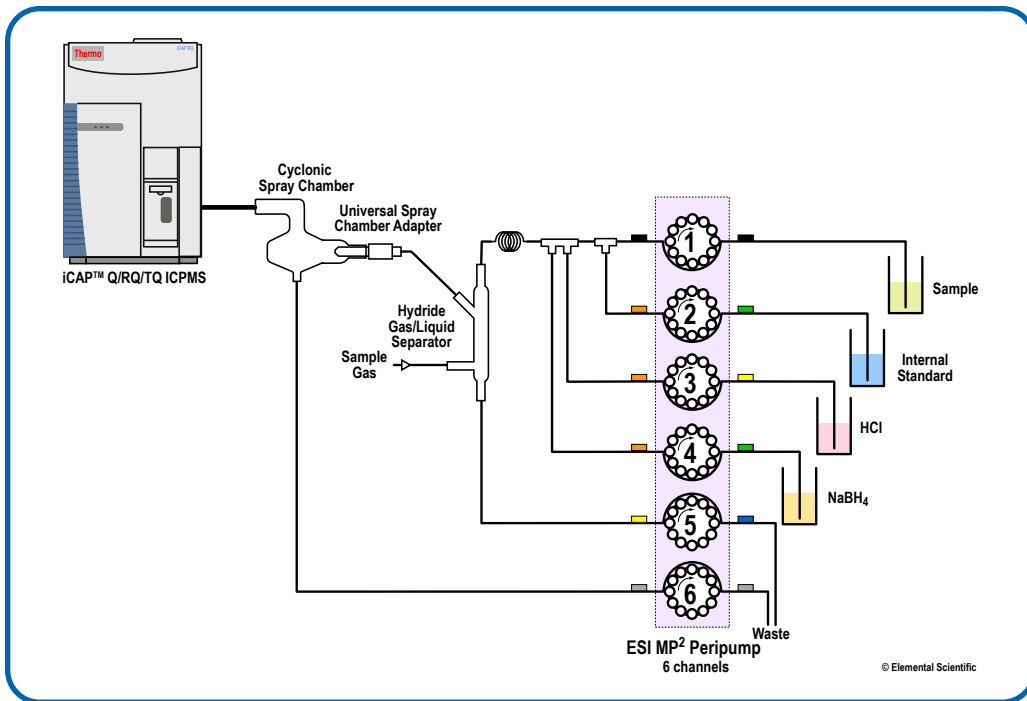 Thermo
iCAP RQ
iCAP™ Q/RQ/TQ ICPMS
Cyclonic
Spray Chamber
Universal Spray
Chamber Adapter
Hydride
Gas/Liquid
Separator
Sample
Gas
1
2
3
4
5
6
Sample
Internal
Standard
HCl
NaBH₄
Waste
ESI MP² Peripump
6 channels
© Elemental Scientific